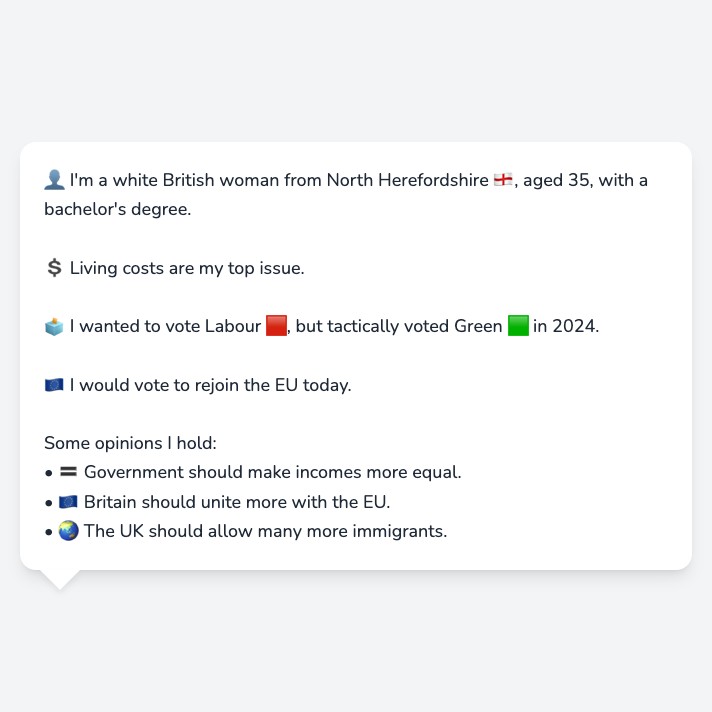 👤 I'm a white British woman from North Herefordshire 🏴󠁧󠁢󠁥󠁮󠁧󠁿, aged 35, with a
bachelor's degree.
💲 Living costs are my top issue.
🗳️ I wanted to vote Labour 🟥, but tactically voted Green 🟩 in 2024.
🇪🇺 I would vote to rejoin the EU today.
Some opinions I hold:
• 🟰 Government should make incomes more equal.
• 🇪🇺 Britain should unite more with the EU.
• 🌏 The UK should allow many more immigrants.